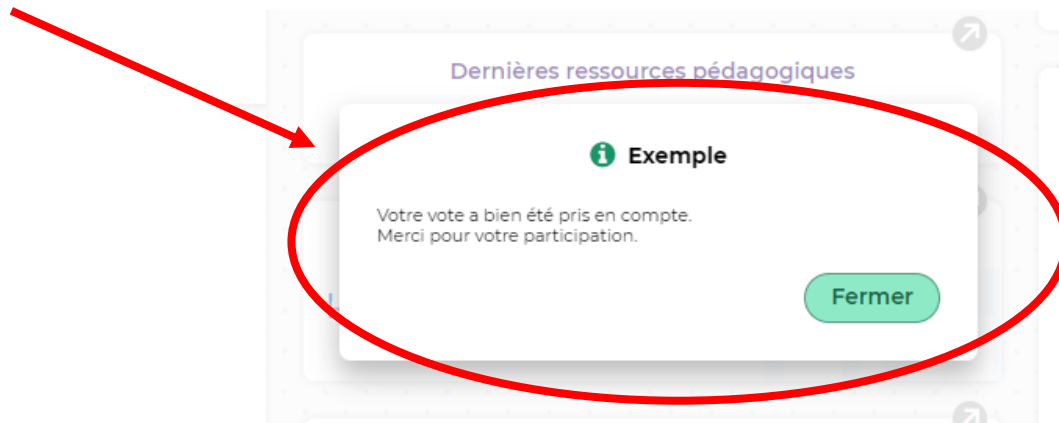 Dernières ressources pédagogiques
Exemple
Votre vote a bien été pris en compte.
Merci pour votre participation.
Fermer